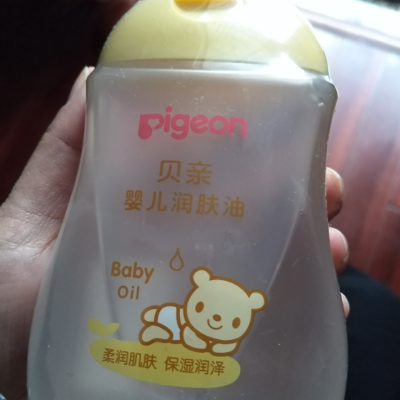 Pigeon
贝亲
婴儿润肤油
Baby
Oil
柔润肌肤 保湿润泽